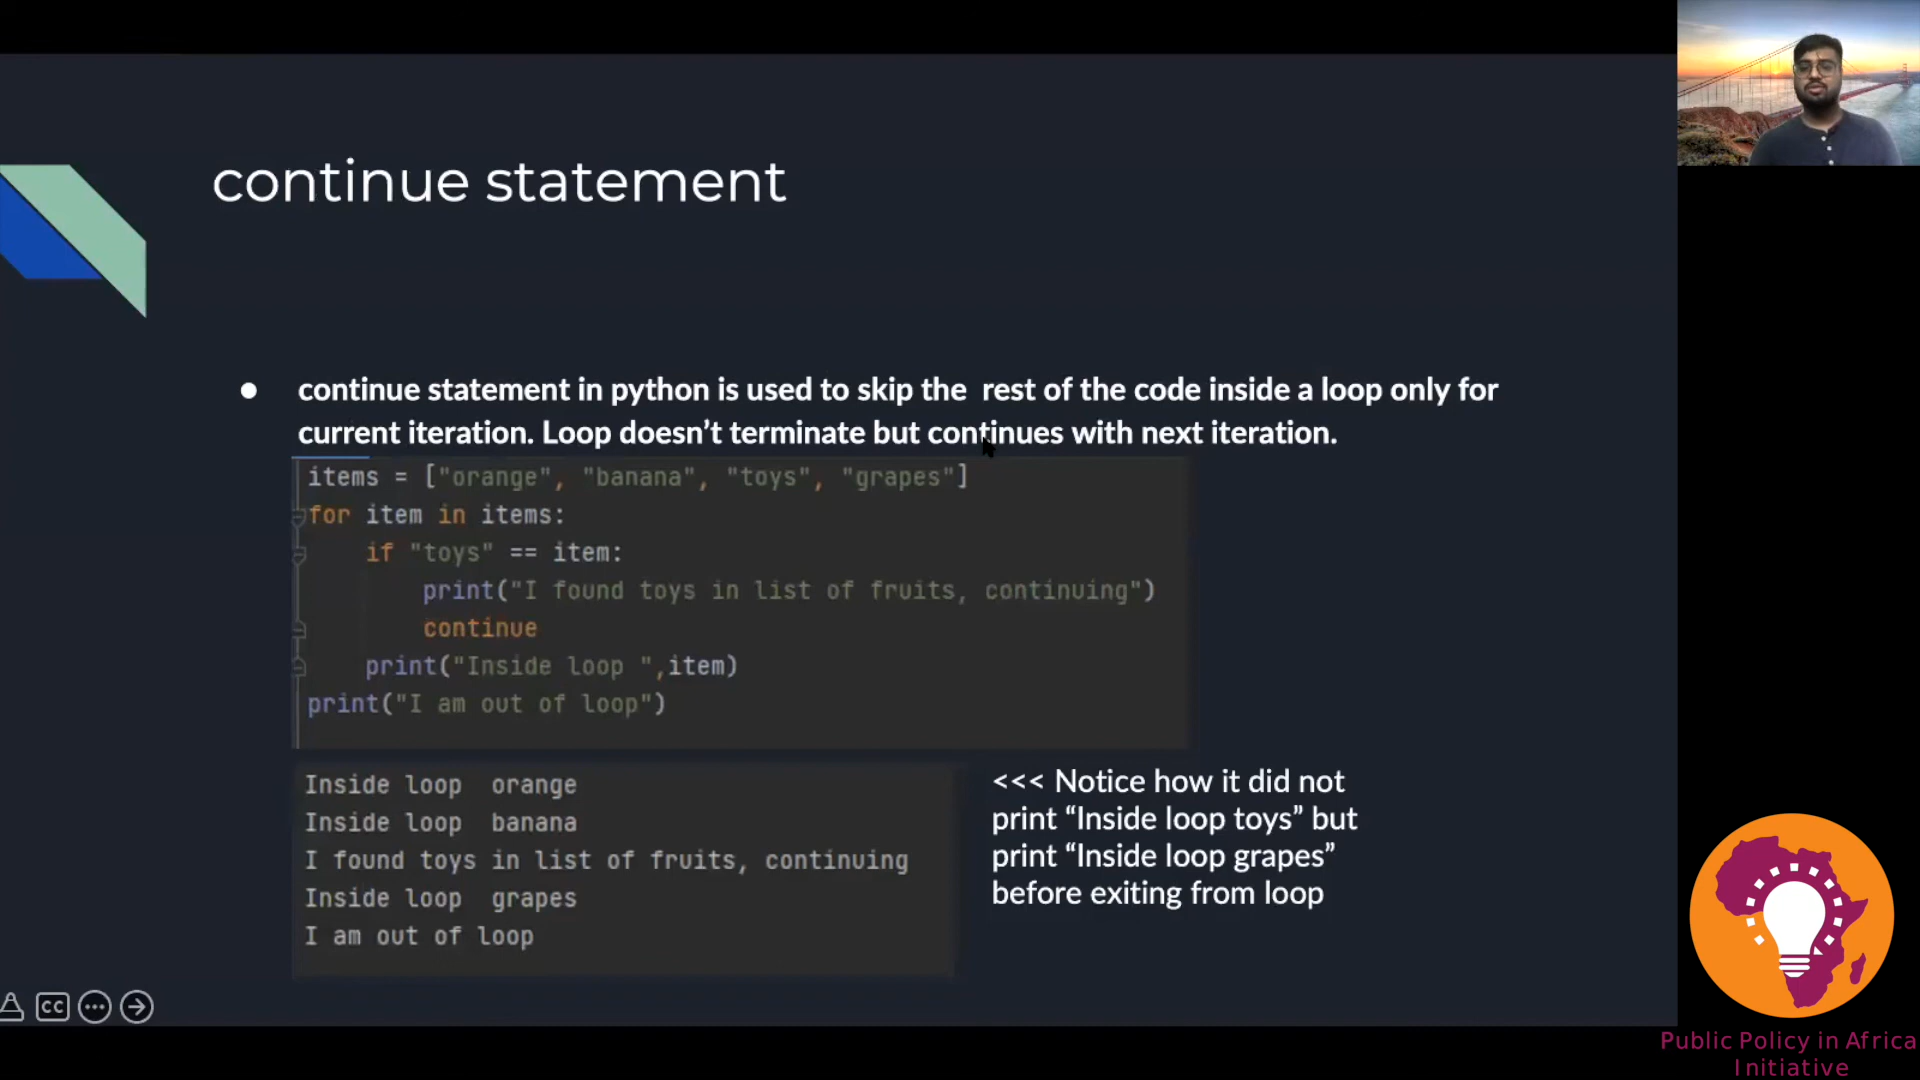 continue statement
● continue statement in python is used to skip the  rest of the code inside a loop only for
current iteration. Loop doesn’t terminate but continues with next iteration.
items = ["orange", "banana", "toys", "grapes"]
for item in items:
    if "toys" == item:
        print("I found toys in list of fruits, continuing")
        continue
    print("Inside loop ",item)
print("I am out of loop")
Inside loop  orange
Inside loop  banana
I found toys in list of fruits, continuing
Inside loop  grapes
I am out of loop
<<< Notice how it did not
print “Inside loop toys” but
print “Inside loop grapes”
before exiting from loop
CC
Public Policy in Africa
Initiative